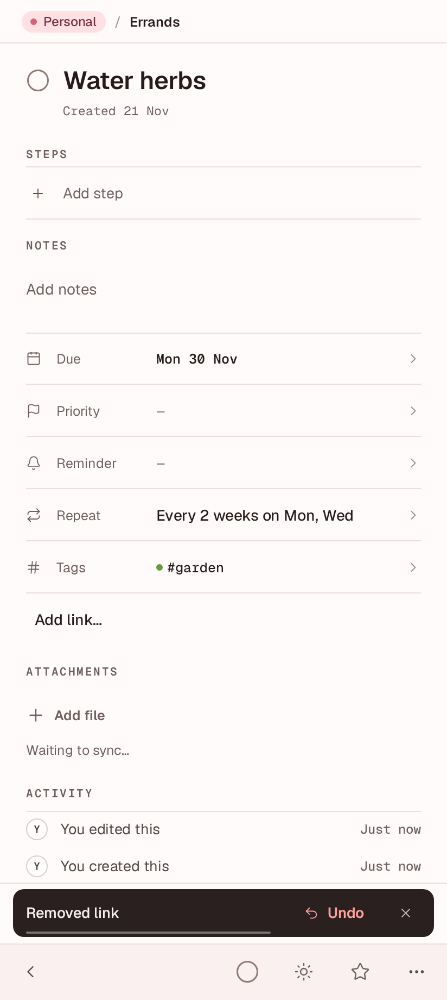 Personal / Errands
Water herbs
Created 21 Nov
STEPS
Add step
NOTES
Add notes
Due Mon 30 Nov
Priority –
Reminder –
Repeat Every 2 weeks on Mon, Wed
Tags #garden
Add link…
ATTACHMENTS
Add file
Waiting to sync…
ACTIVITY
Y You edited this Just now
Y You created this Just now
Removed link Undo